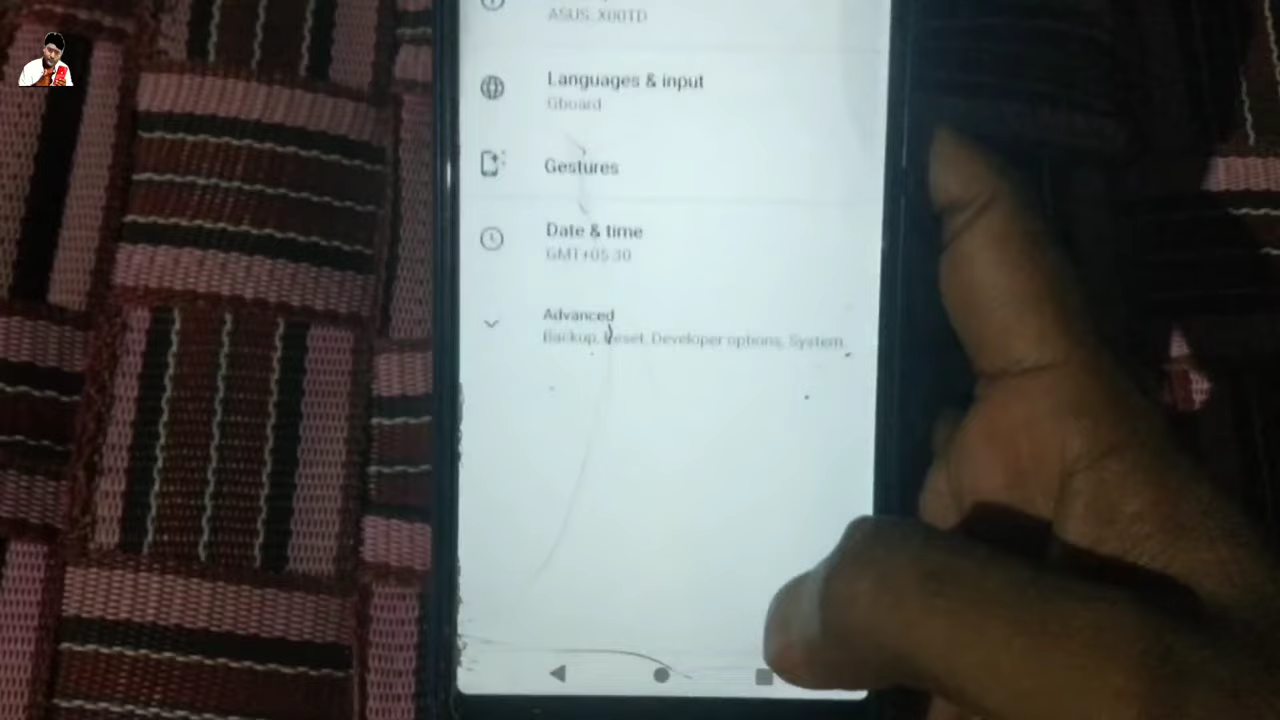 ASUS_X00TD
Languages & input
Gboard
Gestures
Date & time
GMT+05:30
Advanced
Backup, Reset, Developer options, System